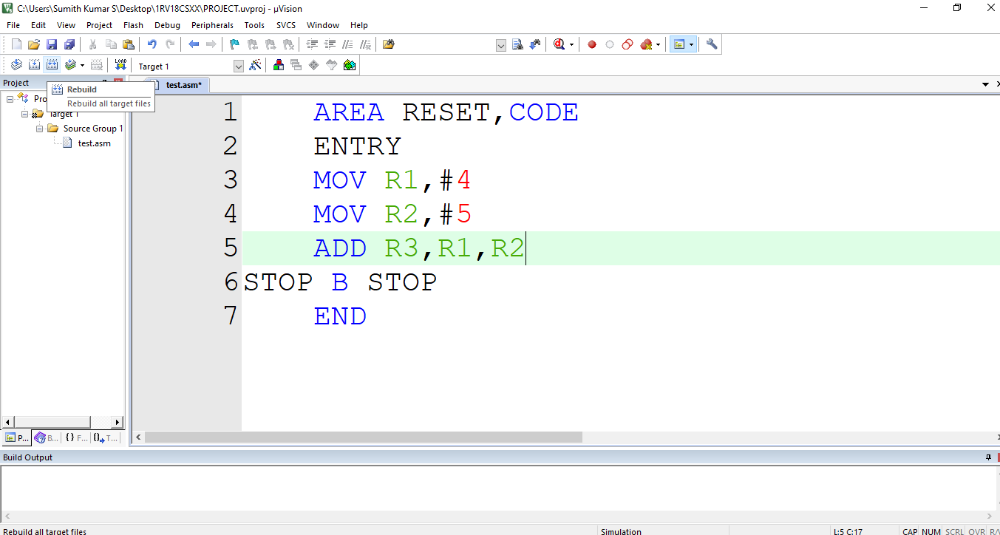 C:\Users\Sumith Kumar S\Desktop\1RV18CSXX\PROJECT.uvproj - µVision
File Edit View Project Flash Debug Peripherals Tools SVCS Window Help
LOAD Target 1
Project
test.asm*
Rebuild
Rebuild all target files
Pro
Target 1
Source Group 1
test.asm
1 AREA RESET,CODE
2 ENTRY
3 MOV R1,#4
4 MOV R2,#5
5 ADD R3,R1,R2
6 STOP B STOP
7 END
P... B... {} F... T...
Build Output
Rebuild all target files Simulation L:5 C:17 CAP NUM SCRL OVR R/